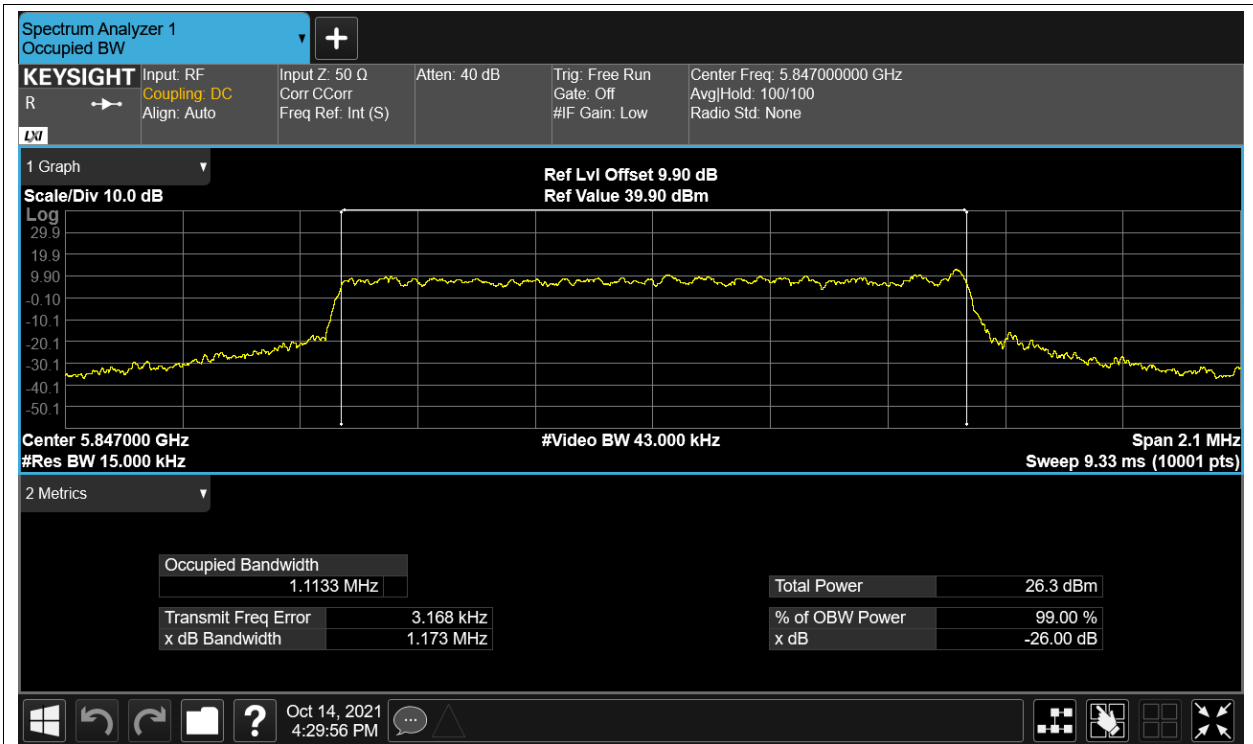 Spectrum Analyzer 1
Occupied BW
KEYSIGHT
R
LXI
Input: RF
Coupling: DC
Align: Auto
Input Z: 50 Ω
Corr CCorr
Freq Ref: Int (S)
Atten: 40 dB
Trig: Free Run
Gate: Off
#IF Gain: Low
Center Freq: 5.847000000 GHz
Avg|Hold: 100/100
Radio Std: None
1 Graph
Scale/Div 10.0 dB
Ref Lvl Offset 9.90 dB
Ref Value 39.90 dBm
Log
29.9
19.9
9.90
-0.10
-10.1
-20.1
-30.1
-40.1
-50.1
Center 5.847000 GHz
#Res BW 15.000 kHz
#Video BW 43.000 kHz
Span 2.1 MHz
Sweep 9.33 ms (10001 pts)
2 Metrics
Occupied Bandwidth
1.1133 MHz
Transmit Freq Error 3.168 kHz
x dB Bandwidth 1.173 MHz
Total Power 26.3 dBm
% of OBW Power 99.00 %
x dB -26.00 dB
?
Oct 14, 2021
4:29:56 PM